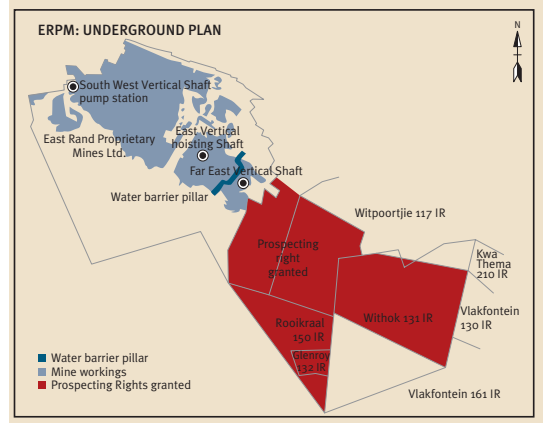 ERPM: UNDERGROUND PLAN
N
South West Vertical Shaft
pump station
East Rand Proprietary
Mines Ltd.
East Vertical
hoisting Shaft
Far East Vertical Shaft
Water barrier pillar
Witpoortjie 117 IR
Prospecting
right
granted
Kwa
Thema
210 IR
Rooikraal
150 IR
Withok 131 IR
Vlakfontein
130 IR
Glenroy
132 IR
Vlakfontein 161 IR
Water barrier pillar
Mine workings
Prospecting Rights granted